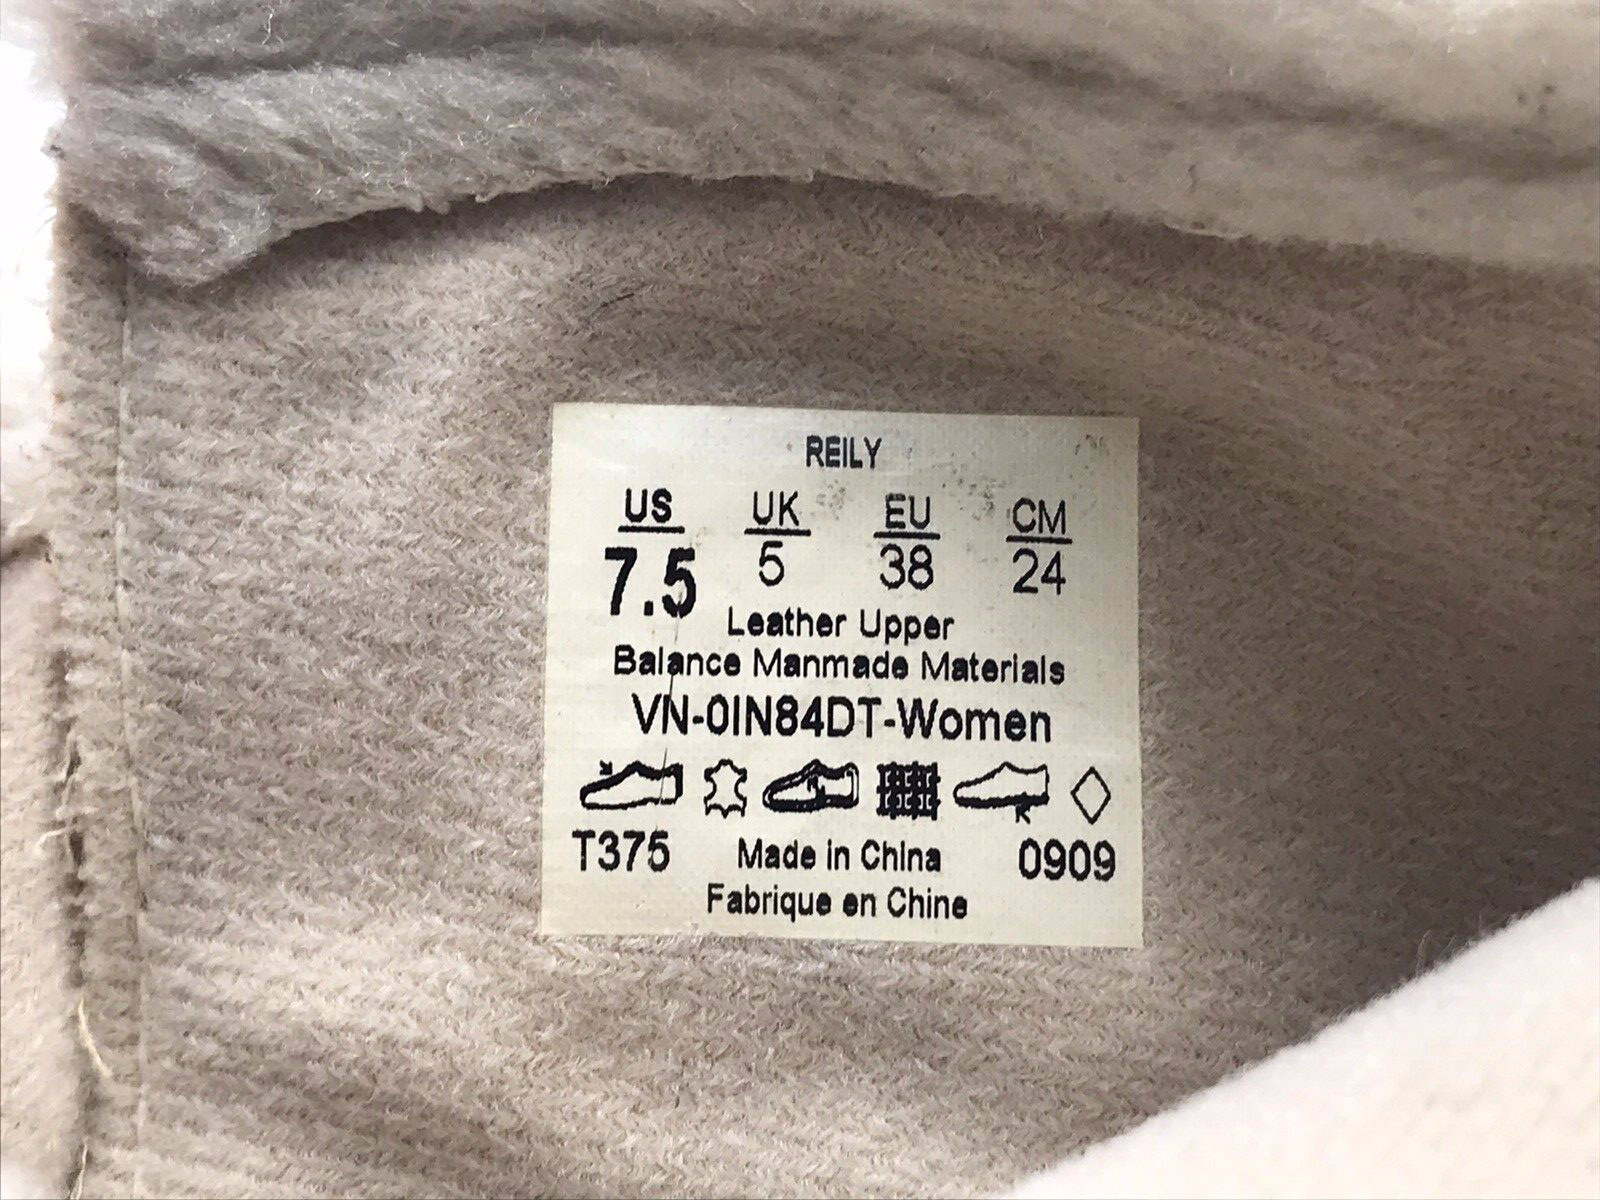 REILY
US UK EU CM
7.5 5 38 24
Leather Upper
Balance Manmade Materials
VN-0IN84DT-Women
T375 Made in China 0909
Fabrique en Chine